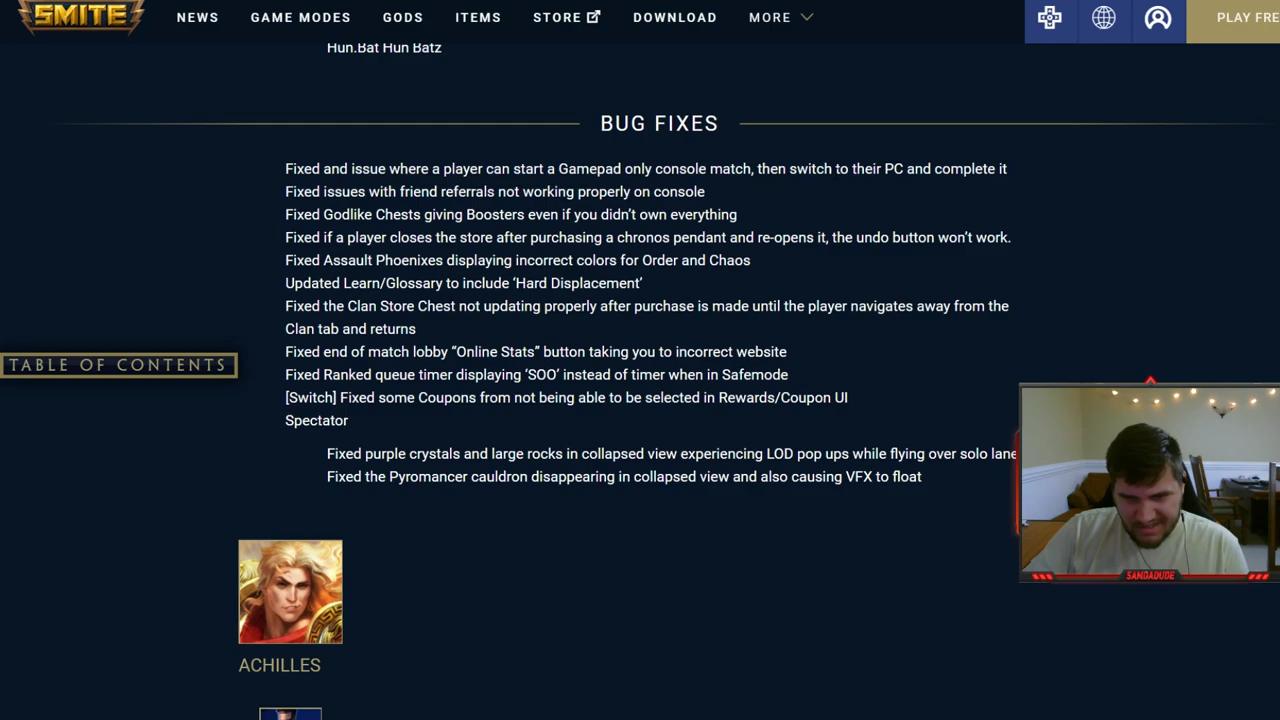 SMITE
NEWS
GAME MODES
GODS
ITEMS
STORE
DOWNLOAD
MORE
PLAY FRE
Hun.Bat Hun Batz
BUG FIXES
Fixed and issue where a player can start a Gamepad only console match, then switch to their PC and complete it
Fixed issues with friend referrals not working properly on console
Fixed Godlike Chests giving Boosters even if you didn’t own everything
Fixed if a player closes the store after purchasing a chronos pendant and re-opens it, the undo button won’t work.
Fixed Assault Phoenixes displaying incorrect colors for Order and Chaos
Updated Learn/Glossary to include ‘Hard Displacement’
Fixed the Clan Store Chest not updating properly after purchase is made until the player navigates away from the
Clan tab and returns
Fixed end of match lobby “Online Stats” button taking you to incorrect website
Fixed Ranked queue timer displaying ‘SOO’ instead of timer when in Safemode
[Switch] Fixed some Coupons from not being able to be selected in Rewards/Coupon UI
Spectator
Fixed purple crystals and large rocks in collapsed view experiencing LOD pop ups while flying over solo lane
Fixed the Pyromancer cauldron disappearing in collapsed view and also causing VFX to float
TABLE OF CONTENTS
SAMDADUDE
ACHILLES